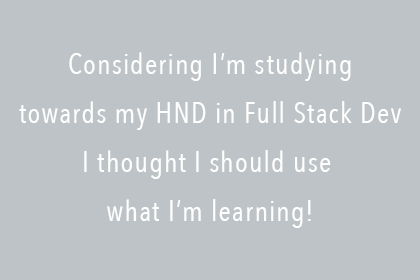 Considering I’m studying
towards my HND in Full Stack Dev
I thought I should use
what I’m learning!